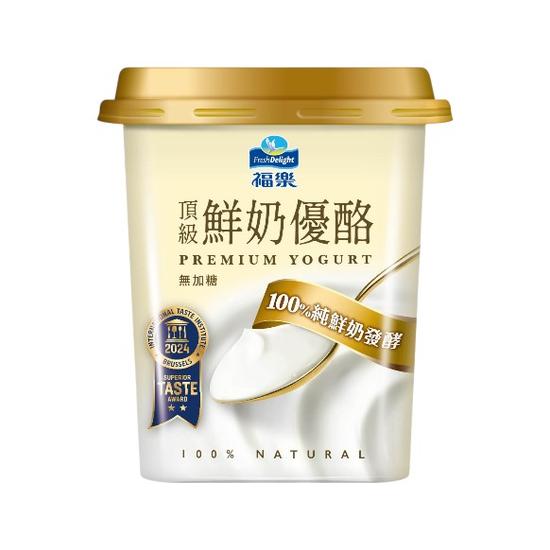 FreshDelight
福樂
頂級
鮮奶優酪
PREMIUM YOGURT
無加糖
100%純鮮奶發酵
INTERNATIONAL TASTE INSTITUTE
2024
BRUSSELS
SUPERIOR
TASTE
AWARD
100% NATURAL